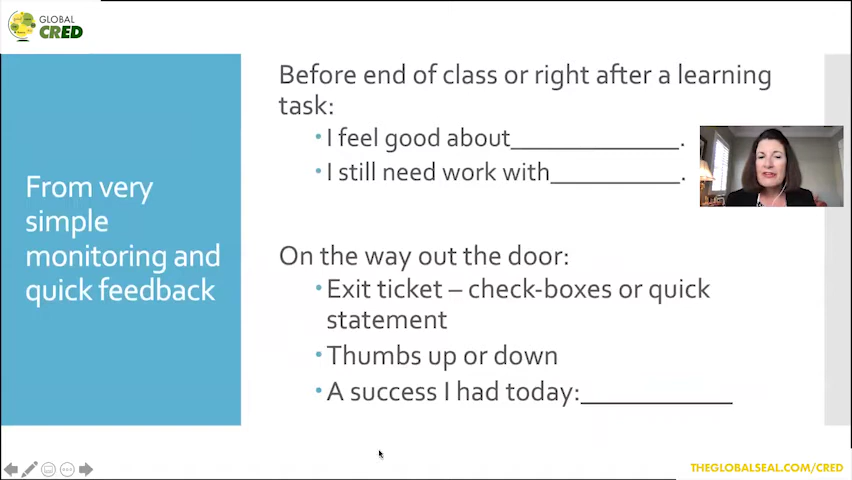 GLOBAL
CRED
From very
simple
monitoring and
quick feedback
Before end of class or right after a learning
task:
•I feel good about______________.
•I still need work with___________.
On the way out the door:
•Exit ticket – check-boxes or quick
statement
•Thumbs up or down
•A success I had today:_____________
THEGLOBALSEAL.COM/CRED